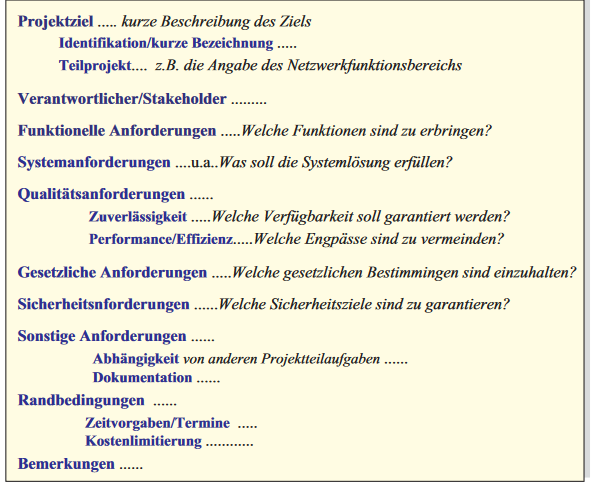 Projektziel ..... kurze Beschreibung des Ziels
Identifikation/kurze Bezeichnung .....
Teilprojekt.... z.B. die Angabe des Netzwerkfunktionsbereichs
Verantwortlicher/Stakeholder .........
Funktionelle Anforderungen .....Welche Funktionen sind zu erbringen?
Systemanforderungen ....u.a..Was soll die Systemlösung erfüllen?
Qualitätsanforderungen ......
Zuverlässigkeit .....Welche Verfügbarkeit soll garantiert werden?
Performance/Effizienz.....Welche Engpässe sind zu vermeinden?
Gesetzliche Anforderungen .....Welche gesetzlichen Bestimmingen sind einzuhalten?
Sicherheitsnforderungen ......Welche Sicherheitsziele sind zu garantieren?
Sonstige Anforderungen ......
Abhängigkeit von anderen Projektteilaufgaben ......
Dokumentation ......
Randbedingungen ......
Zeitvorgaben/Termine .....
Kostenlimitierung ............
Bemerkungen ......